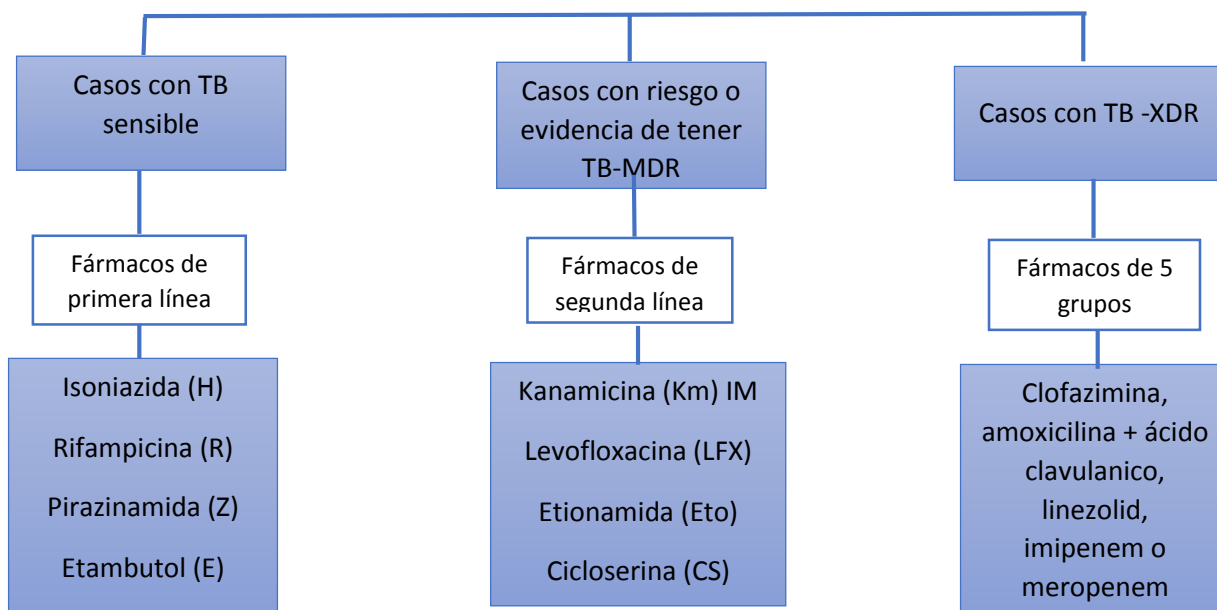 Casos con TB
sensible
Fármacos de
primera línea
Isoniazida (H)
Rifampicina (R)
Pirazinamida (Z)
Etambutol (E)
Casos con riesgo o
evidencia de tener
TB-MDR
Fármacos de
segunda línea
Kanamicina (Km) IM
Levofloxacina (LFX)
Etionamida (Eto)
Cicloserina (CS)
Casos con TB -XDR
Fármacos de 5
grupos
Clofazimina,
amoxicilina + ácido
clavulanico,
linezolid,
imipenem o
meropenem